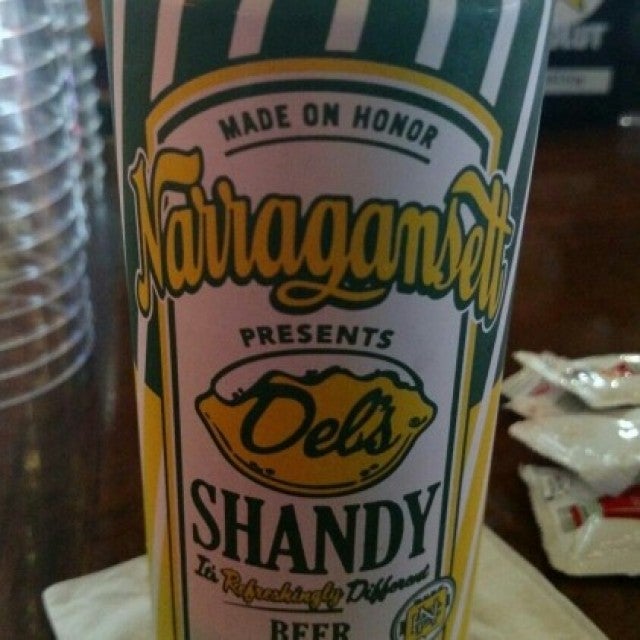 MADE ON HONOR
Narragansett
PRESENTS
Del's
SHANDY
It's Refreshingly Different
BEER